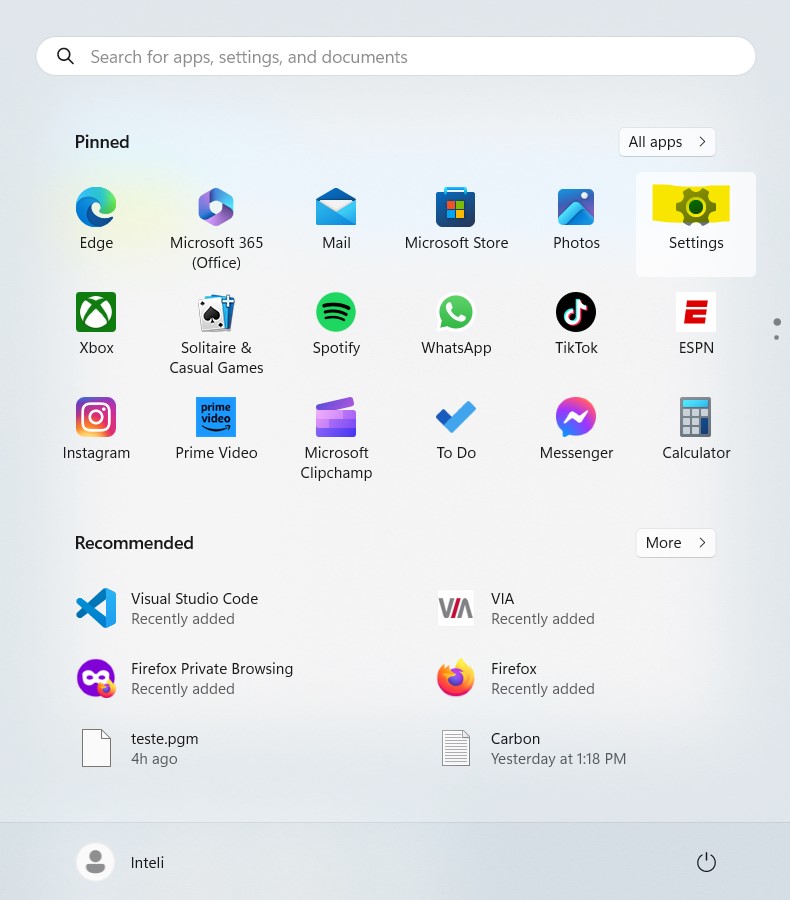 Search for apps, settings, and documents
Pinned
All apps
Edge
Microsoft 365
(Office)
Mail
Microsoft Store
Photos
Settings
Xbox
Solitaire &
Casual Games
Spotify
WhatsApp
TikTok
E
ESPN
Instagram
prime
video
Prime Video
Microsoft
Clipchamp
To Do
Messenger
Calculator
Recommended
More
Visual Studio Code
Recently added
VIA
VIA
Recently added
Firefox Private Browsing
Recently added
Firefox
Recently added
teste.pgm
4h ago
Carbon
Yesterday at 1:18 PM
Inteli